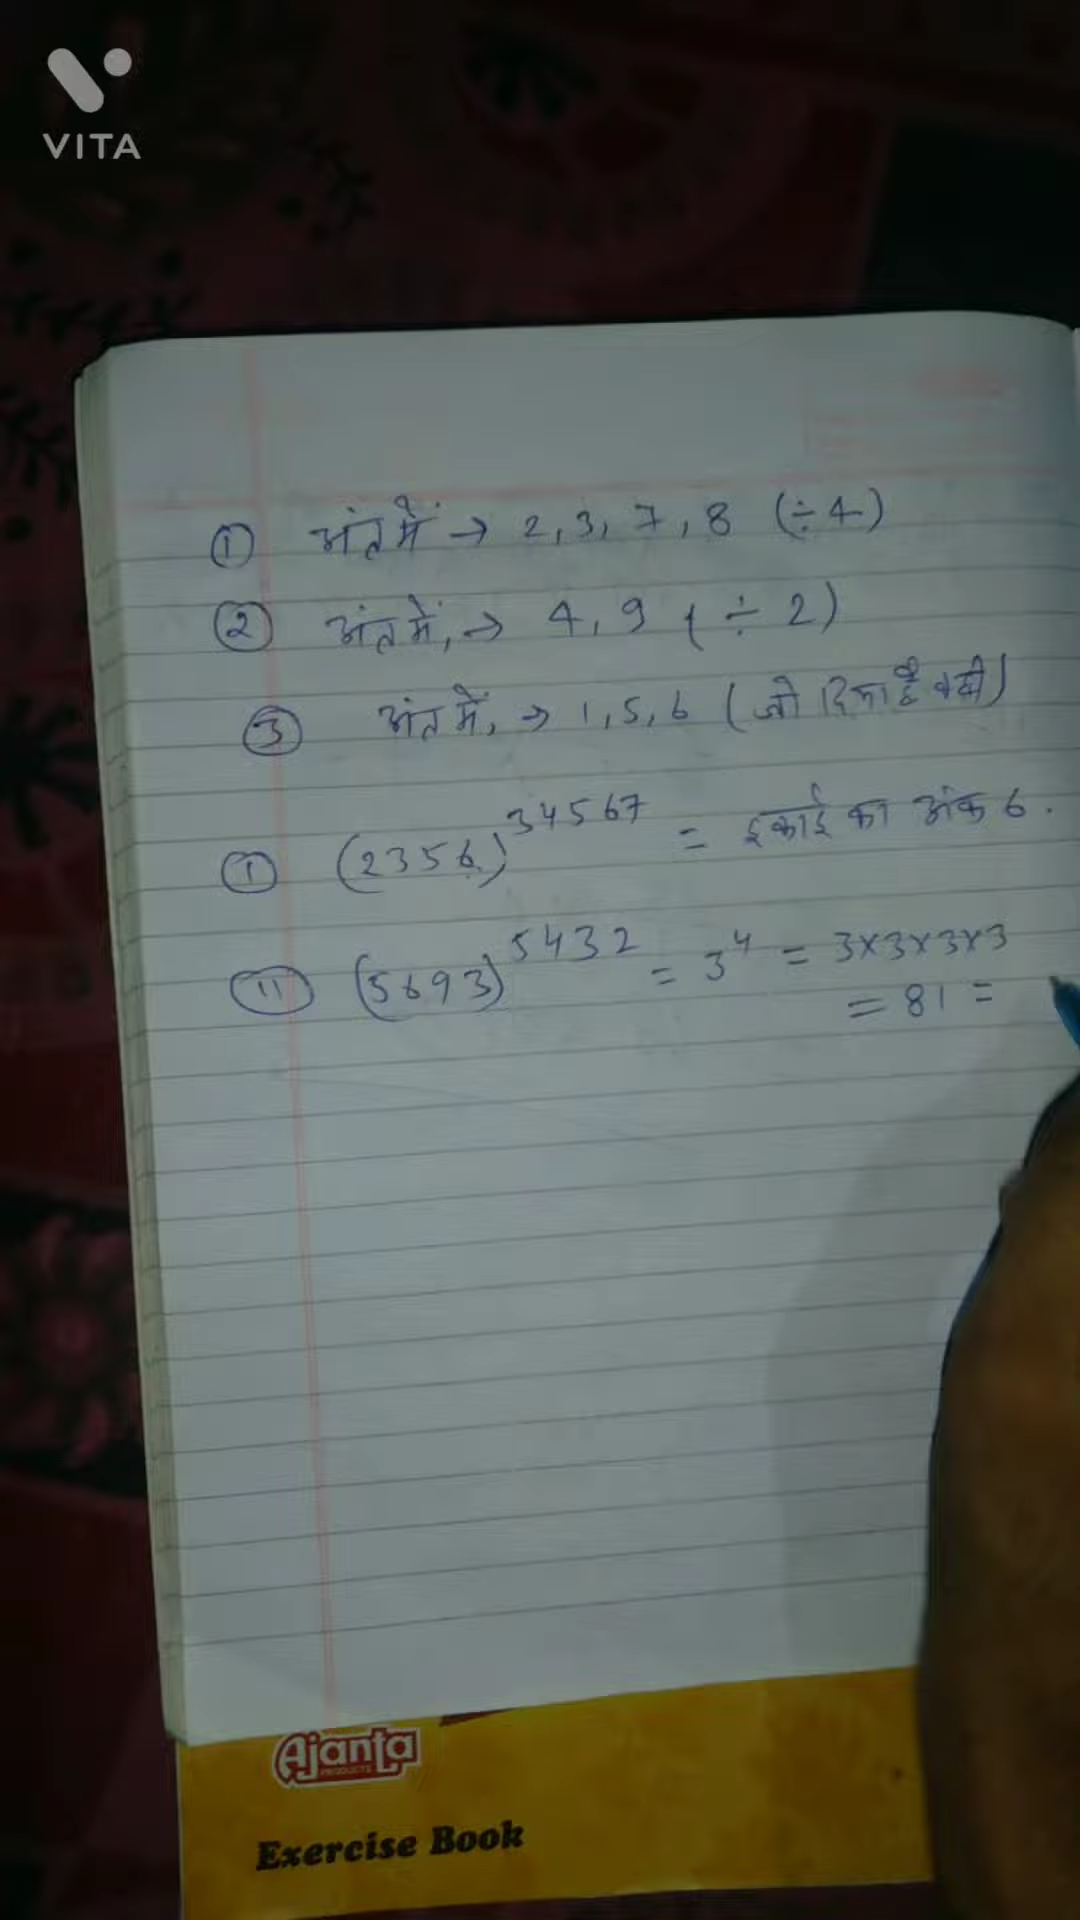 VITA
① अंत में → 2, 3, 7, 8 (÷4)
② अंत में, → 4, 9 (÷ 2)
③ अंत में, → 1, 5, 6 (जो दिखाई दे वही)
Ⓘ (2356)^34567 = इकाई का अंक 6.
(II) (5693)^5432 = 3^4 = 3×3×3×3
= 81 =
Ajanta
PRODUCTS
Exercise Book